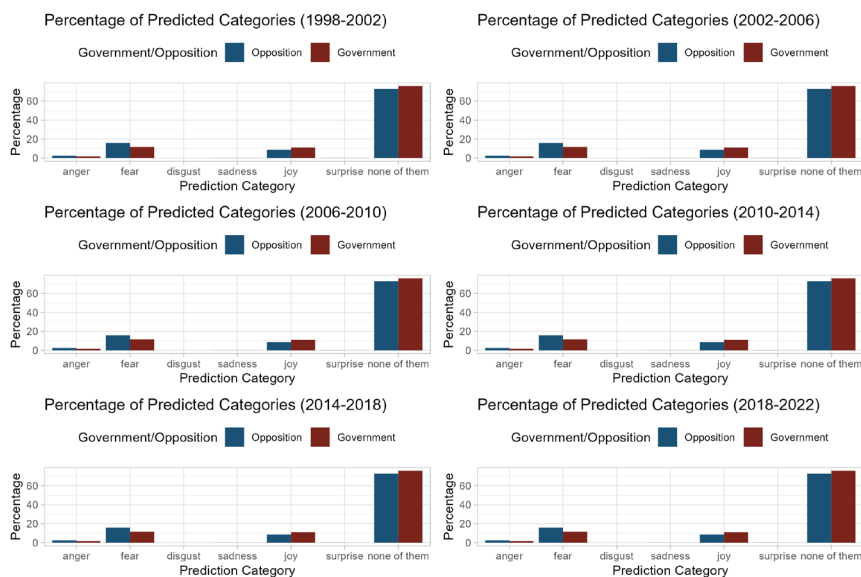 Percentage of Predicted Categories (1998-2002)
Government/Opposition Opposition Government
Percentage
60
40
20
0
anger fear disgust sadness joy surprise none of them
Prediction Category
Percentage of Predicted Categories (2002-2006)
Government/Opposition Opposition Government
Percentage
60
40
20
0
anger fear disgust sadness joy surprise none of them
Prediction Category
Percentage of Predicted Categories (2006-2010)
Government/Opposition Opposition Government
Percentage
60
40
20
0
anger fear disgust sadness joy surprise none of them
Prediction Category
Percentage of Predicted Categories (2010-2014)
Government/Opposition Opposition Government
Percentage
60
40
20
0
anger fear disgust sadness joy surprise none of them
Prediction Category
Percentage of Predicted Categories (2014-2018)
Government/Opposition Opposition Government
Percentage
60
40
20
0
anger fear disgust sadness joy surprise none of them
Prediction Category
Percentage of Predicted Categories (2018-2022)
Government/Opposition Opposition Government
Percentage
60
40
20
0
anger fear disgust sadness joy surprise none of them
Prediction Category